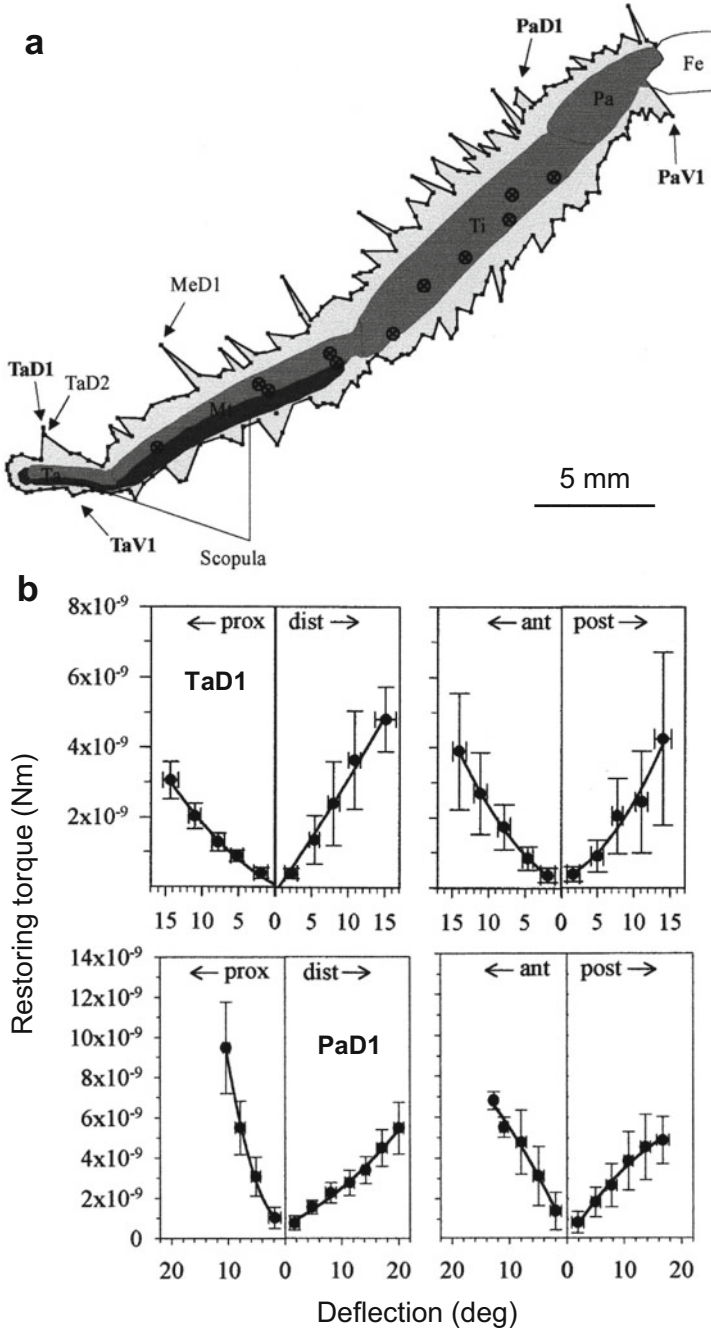 a
PaD1
Fe
Pa
PaV1
Ti
MeD1
TaD1
TaD2
Mt
Ta
5 mm
TaV1
Scopula
b
8x10-9
6x10-9
4x10-9
2x10-9
← prox dist →
TaD1
15 10 5 0 5 10 15
← ant post →
15 10 5 0 5 10 15
Restoring torque (Nm)
14x10-9
12x10-9
10x10-9
8x10-9
6x10-9
4x10-9
2x10-9
0
← prox dist →
PaD1
20 10 0 10 20
← ant post →
20 10 0 10 20
Deflection (deg)